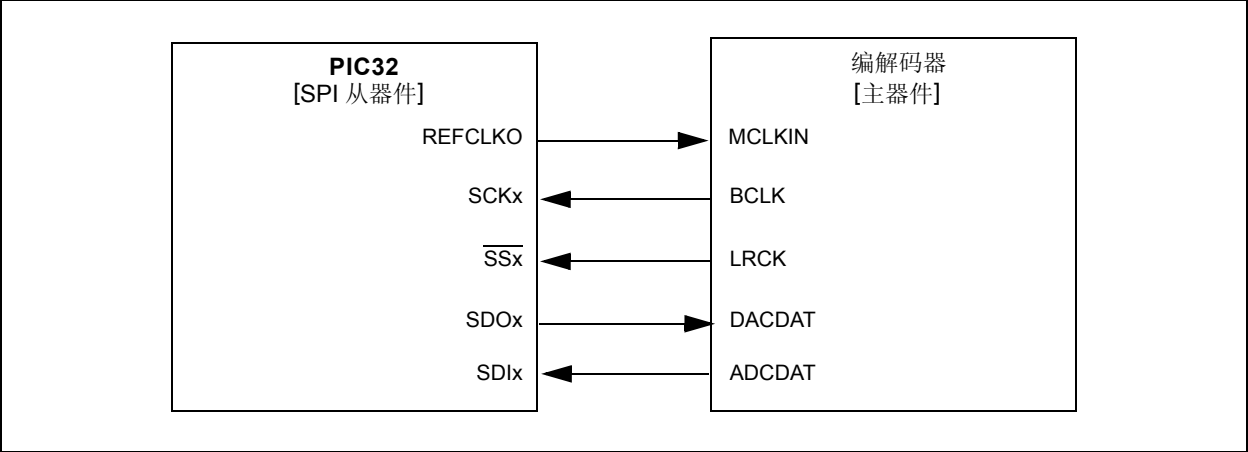 PIC32
[SPI 从器件]
REFCLKO
SCKx
SSx
SDOx
SDIx
编解码器
[主器件]
MCLKIN
BCLK
LRCK
DACDAT
ADCDAT